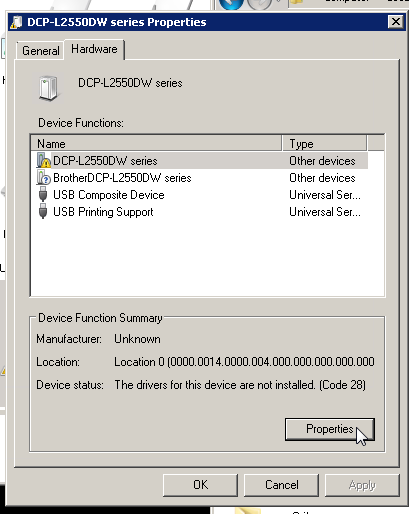 DCP-L2550DW series Properties
General
Hardware
DCP-L2550DW series
Device Functions:
Name Type
DCP-L2550DW series Other devices
BrotherDCP-L2550DW series Other devices
USB Composite Device Universal Ser...
USB Printing Support Universal Ser...
Device Function Summary
Manufacturer: Unknown
Location: Location 0 (0000.0014.0000.004.000.000.000.000.000
Device status: The drivers for this device are not installed. (Code 28)
Properties
OK Cancel Apply